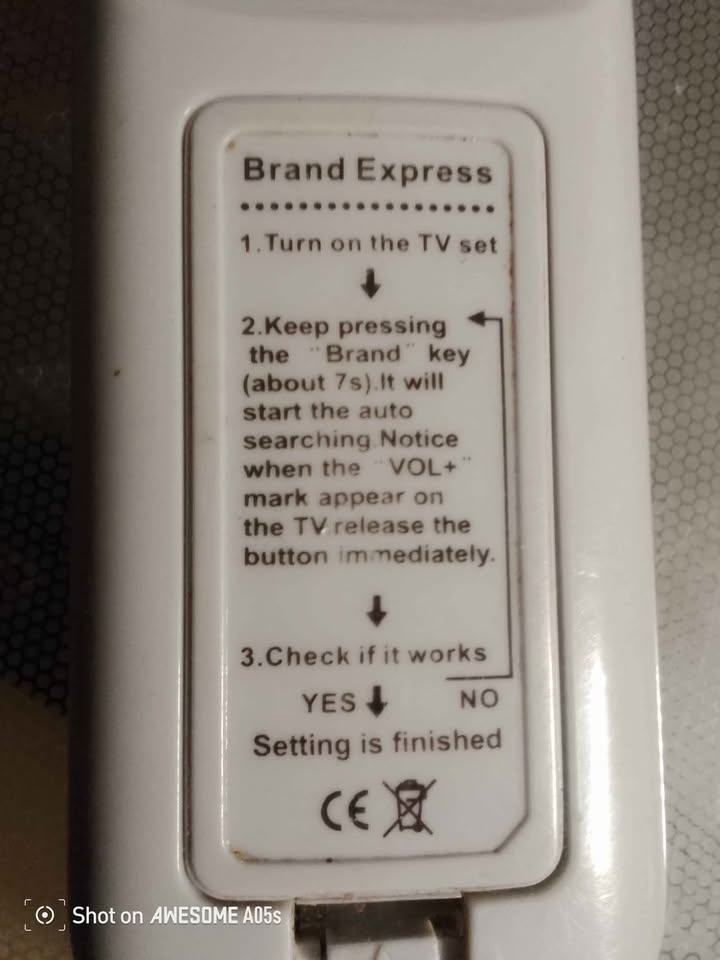 Brand Express
1.Turn on the TV set
2.Keep pressing
the "Brand" key
(about 7s).It will
start the auto
searching.Notice
when the "VOL+"
mark appear on
the TV release the
button immediately.
3.Check if it works
YES NO
Setting is finished
CE
Shot on AWESOME A05s